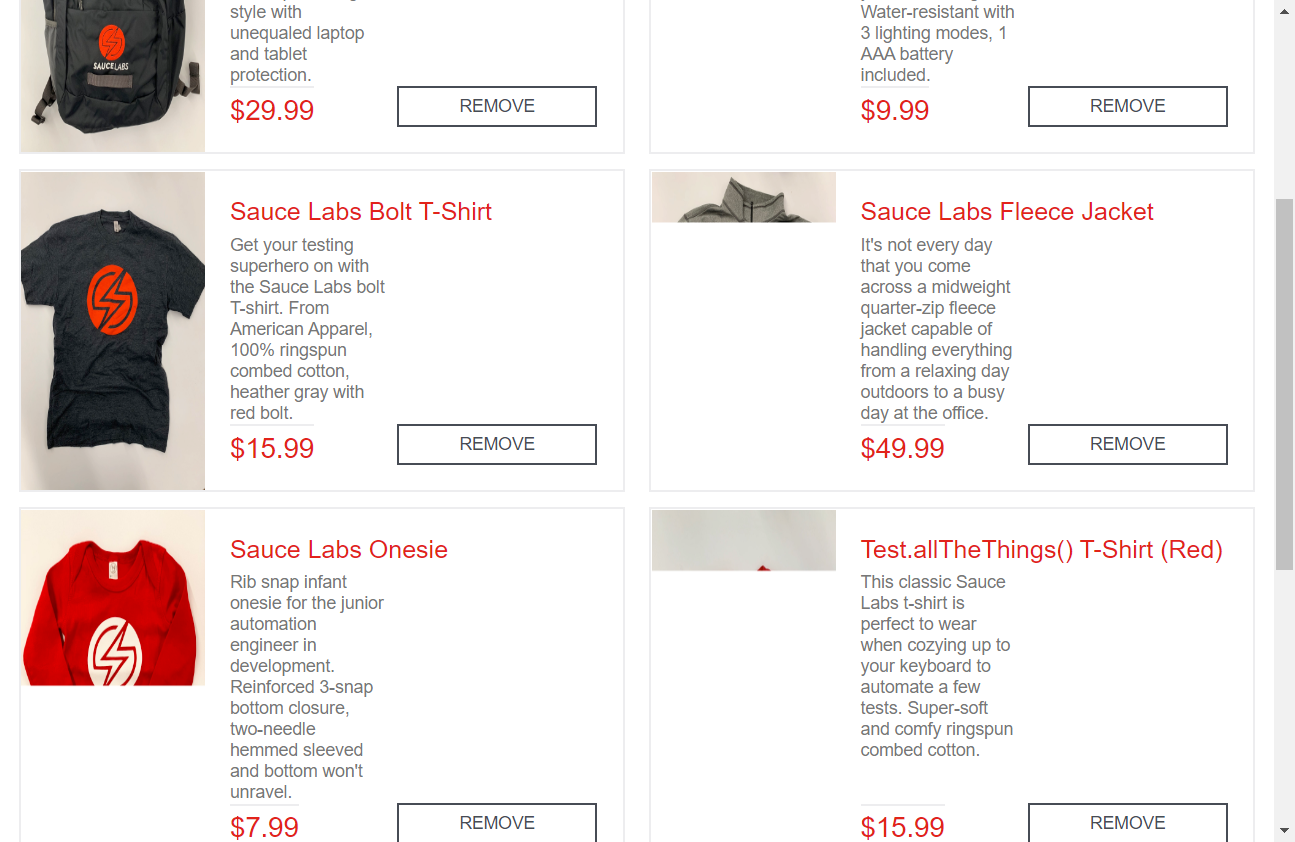 style with
unequaled laptop
and tablet
protection.
$29.99
REMOVE
SAUCELABS
Water-resistant with
3 lighting modes, 1
AAA battery
included.
$9.99
REMOVE
Sauce Labs Bolt T-Shirt
Get your testing
superhero on with
the Sauce Labs bolt
T-shirt. From
American Apparel,
100% ringspun
combed cotton,
heather gray with
red bolt.
$15.99
REMOVE
Sauce Labs Fleece Jacket
It's not every day
that you come
across a midweight
quarter-zip fleece
jacket capable of
handling everything
from a relaxing day
outdoors to a busy
day at the office.
$49.99
REMOVE
Sauce Labs Onesie
Rib snap infant
onesie for the junior
automation
engineer in
development.
Reinforced 3-snap
bottom closure,
two-needle
hemmed sleeved
and bottom won't
unravel.
$7.99
REMOVE
Test.allTheThings() T-Shirt (Red)
This classic Sauce
Labs t-shirt is
perfect to wear
when cozying up to
your keyboard to
automate a few
tests. Super-soft
and comfy ringspun
combed cotton.
$15.99
REMOVE